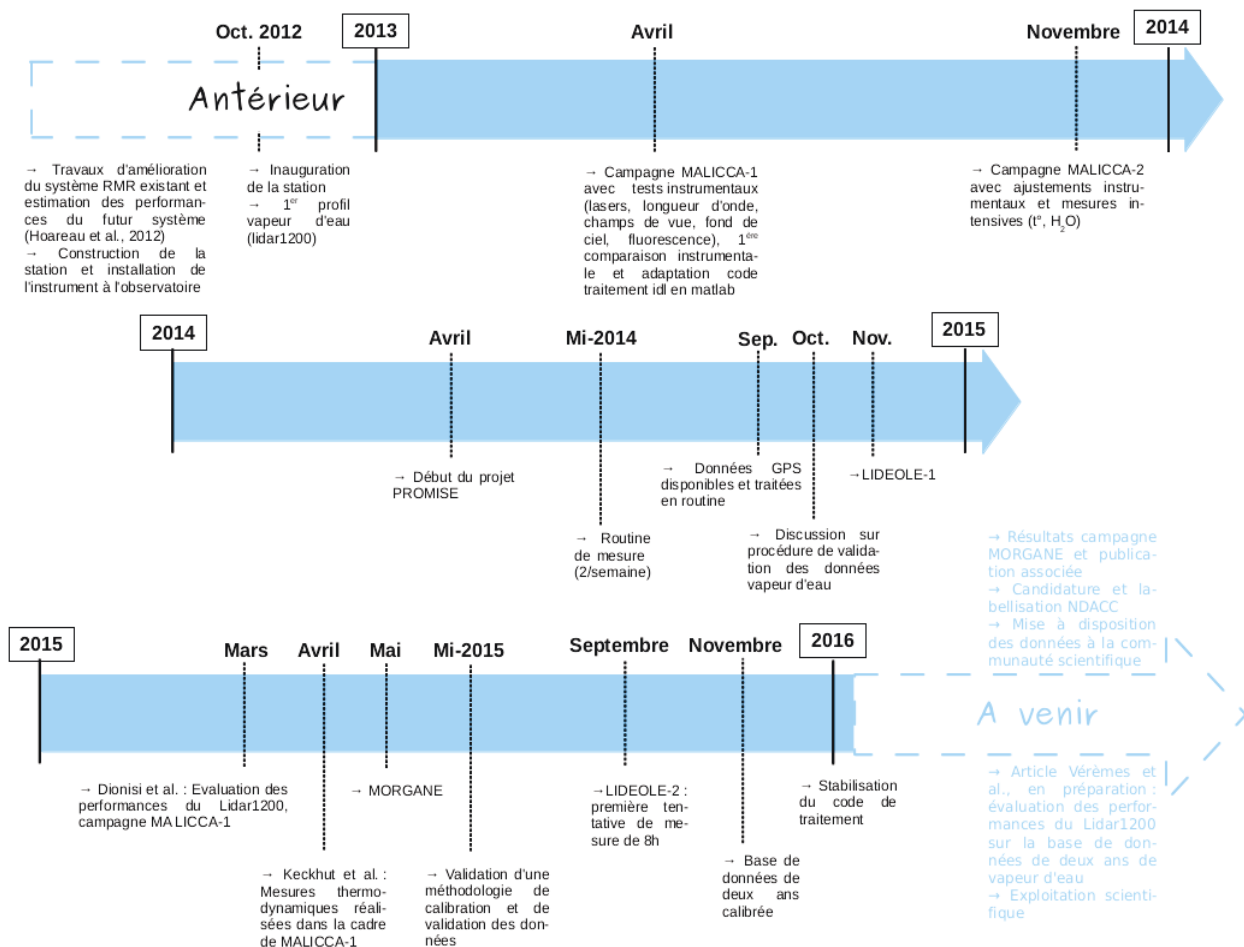 Oct. 2012
2013
Avril
Novembre
2014
Antérieur
→ Travaux d'amélioration
du système RMR existant et
estimation des performan-
ces du futur système
(Hoareau et al., 2012)
→ Construction de la
station et installation de
l'instrument à l'observatoire
→ Inauguration
de la station
→ 1er profil
vapeur d'eau
(lidar1200)
→ Campagne MALICCA-1
avec tests instrumentaux
(lasers, longueur d'onde,
champs de vue, fond de
ciel, fluorescence), 1ère
comparaison instrumenta-
le et adaptation code
traitement idl en matlab
→ Campagne MALICCA-2
avec ajustements instru-
mentaux et mesures in-
tensives (t°, H2O)
2014
Avril
Mi-2014
Sep.
Oct.
Nov.
2015
→ Début du projet
PROMISE
→ Routine
de mesure
(2/semaine)
→ Données GPS
disponibles et traitées
en routine
→ Discussion sur
procédure de valida-
tion des données
vapeur d'eau
→LIDEOLE-1
→ Résultats campagne
MORGANE et publica-
tion associée
→ Candidature et la-
bellisation NDACC
→ Mise à disposition
des données à la com-
munauté scientifique
2015
Mars
Avril
Mai
Mi-2015
Septembre
Novembre
2016
A venir
→ Dionisi et al. : Evaluation des
performances du Lidar1200,
campagne MALICCA-1
→ Keckhut et al. :
Mesures thermo-
dynamiques réali-
sées dans la cadre
de MALICCA-1
→ MORGANE
→ Validation d'une
méthodologie de
calibration et de
validation des don-
nées
→LIDEOLE-2 :
première ten-
tative de me-
sure de 8h
→ Base de
données de
deux ans
calibrée
→ Stabilisation
du code de
traitement
→ Article Vérèmes et
al., en préparation :
évaluation des perfor-
mances du Lidar1200
sur la base de don-
nées de deux ans de
vapeur d'eau
→ Exploitation scienti-
fique